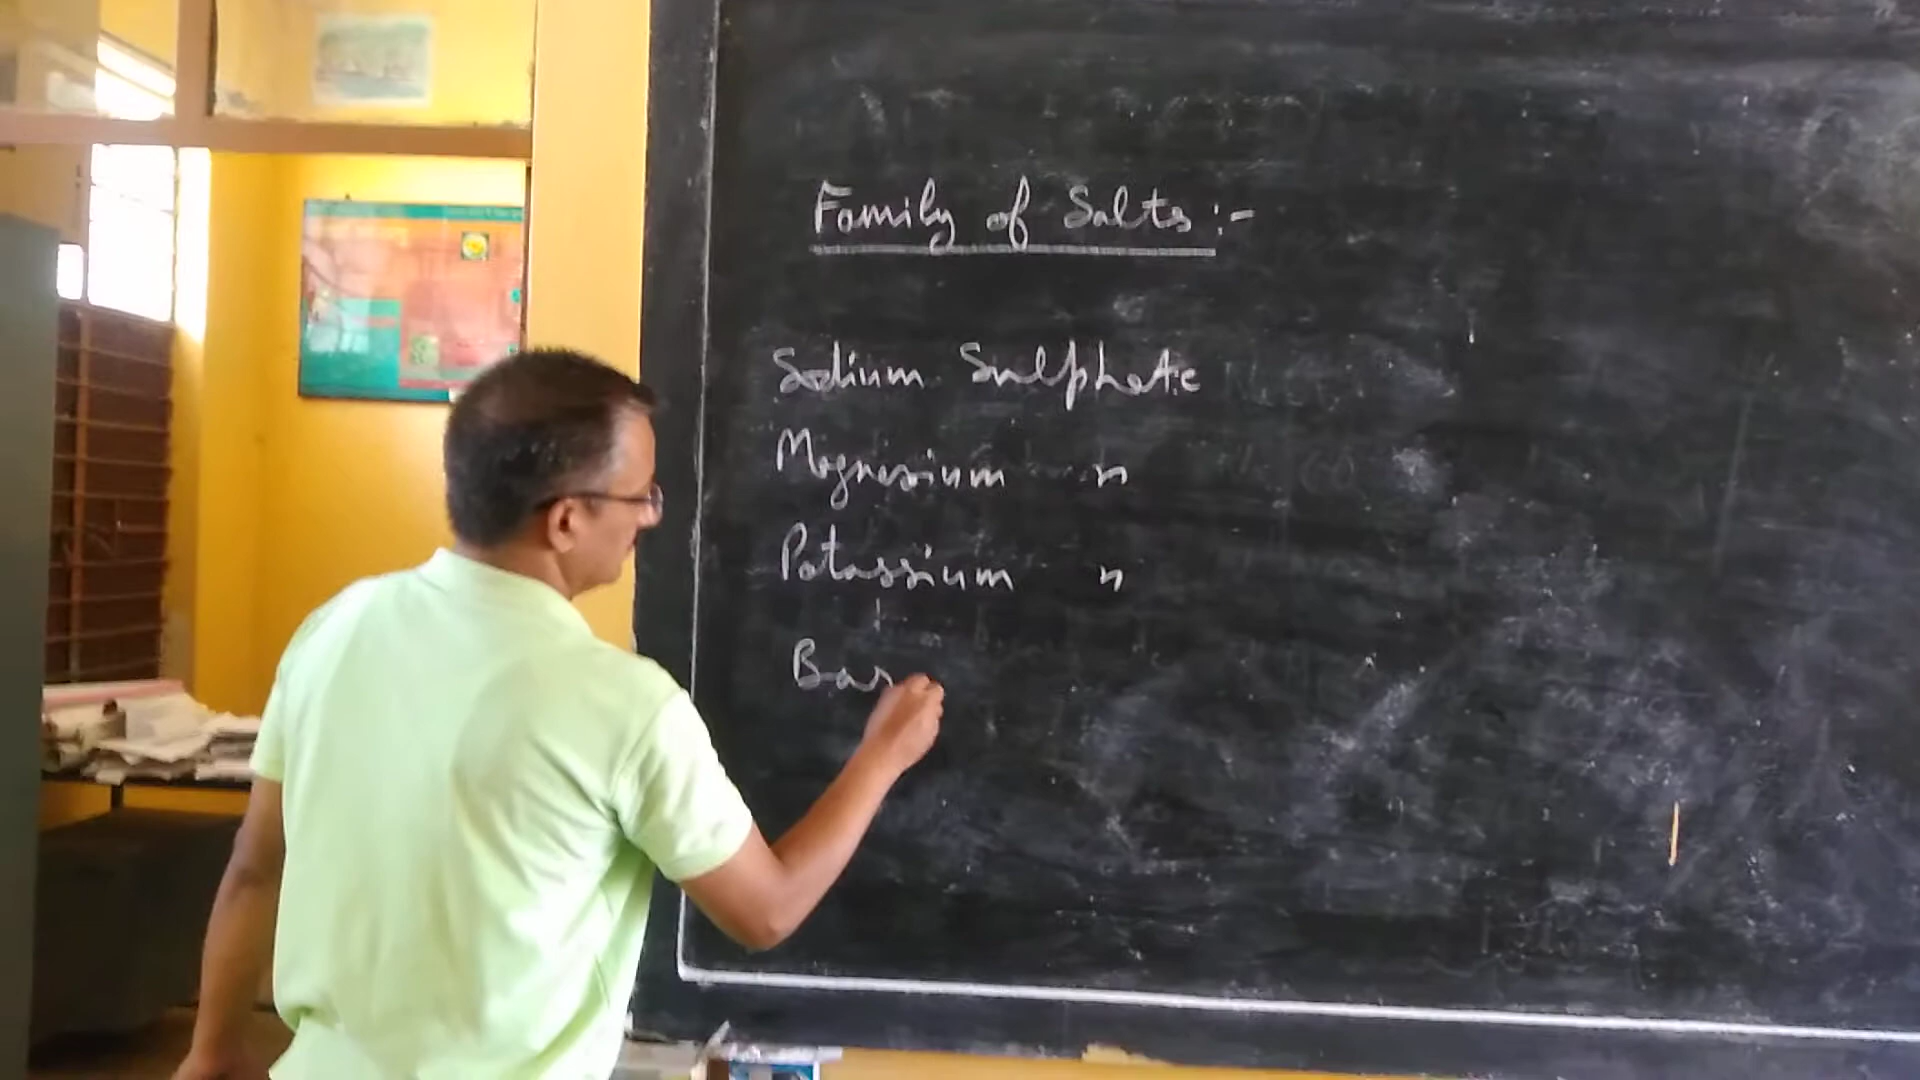 Family of Salts :-
Sodium Sulphate
Magnesium "
Potassium "
Bar